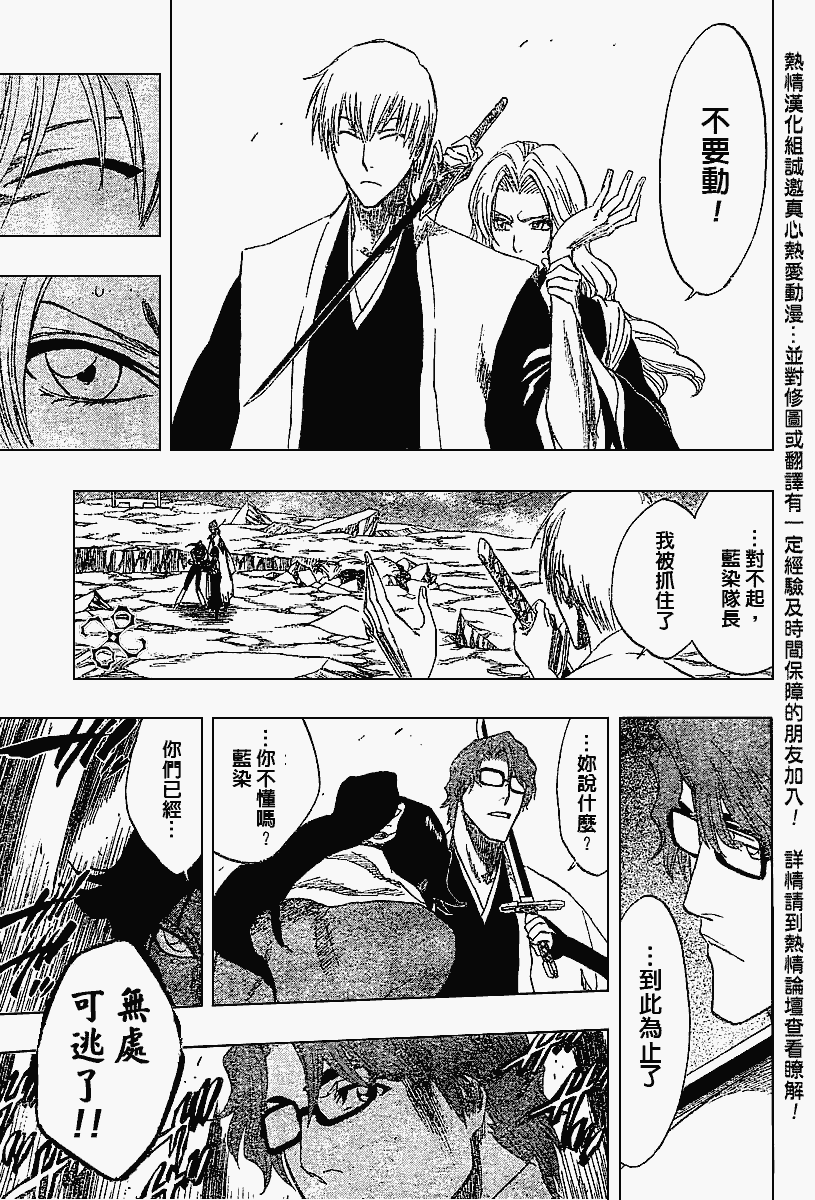 不要動！
…對不起，
藍染隊長
我被抓住了
…到此為止了
…妳說什麼？
…你不懂嗎？
藍染
你們已經…
無處
可逃了！！
熱情漢化組誠邀真心熱愛動漫…並對修圖或翻譯有一定經驗及時間保障的朋友加入！　詳情請到熱情論壇查看瞭解！